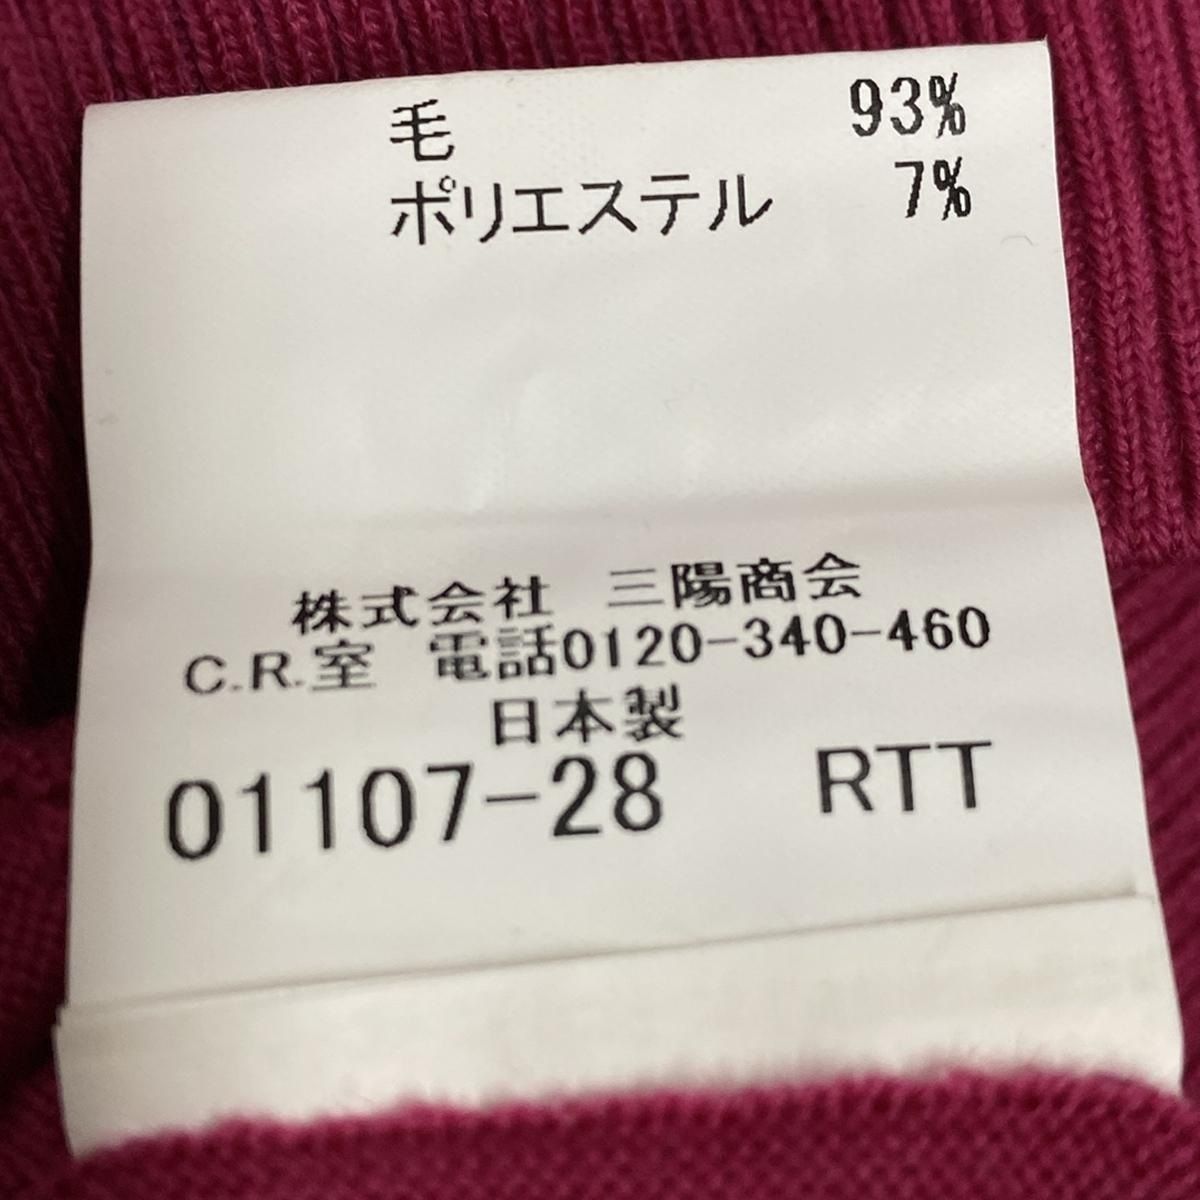 毛 93%
ポリエステル 7%
株式会社 三陽商会
C.R.室 電話0120-340-460
日本製
01107-28 RTT